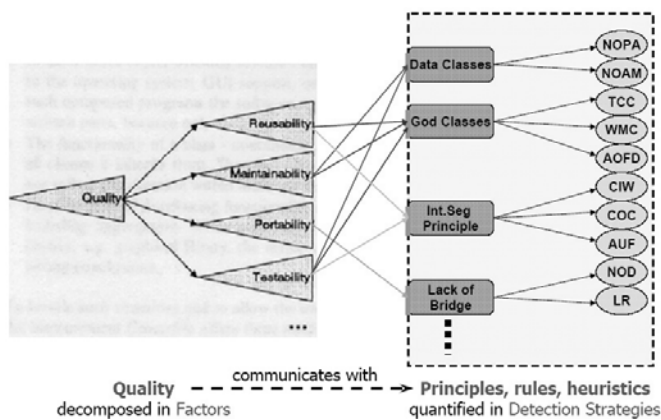 Data Classes
NOPA
NOAM
TCC
God Classes
WMC
AOFD
Reusability
Maintainability
Quality
Portability
Testability
...
CIW
Int.Seg
Principle
COC
AUF
NOD
Lack of
Bridge
LR
communicates with
Quality
Principles, rules, heuristics
decomposed in Factors
quantified in Detection Strategies